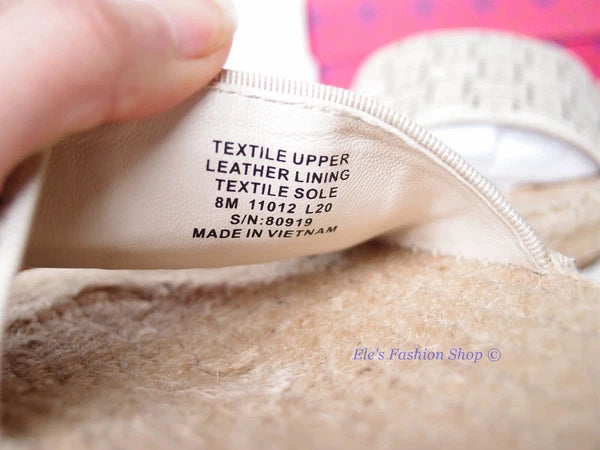 TEXTILE UPPER
LEATHER LINING
TEXTILE SOLE
8M 11012 L20
S/N:80919
MADE IN VIETNAM
Ele's Fashion Shop ©